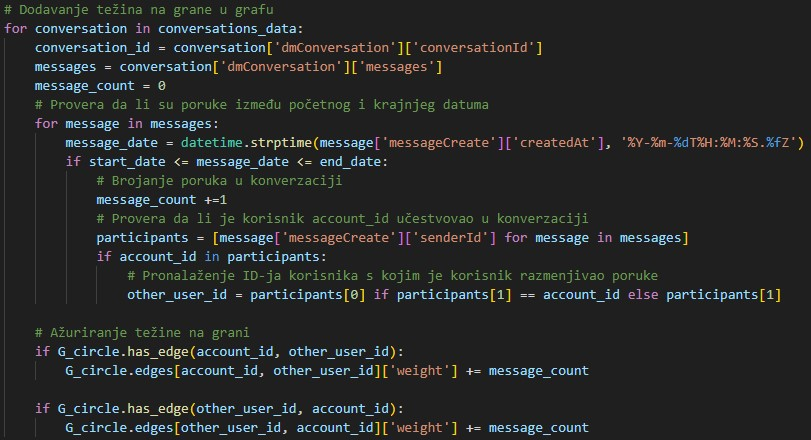 # Dodavanje težina na grane u grafu
for conversation in conversations_data:
    conversation_id = conversation['dmConversation']['conversationId']
    messages = conversation['dmConversation']['messages']
    message_count = 0
    # Provera da li su poruke između početnog i krajnjeg datuma
    for message in messages:
        message_date = datetime.strptime(message['messageCreate']['createdAt'], '%Y-%m-%dT%H:%M:%S.%fZ')
        if start_date <= message_date <= end_date:
            # Brojanje poruka u konverzaciji
            message_count +=1
            # Provera da li je korisnik account_id učestvovao u konverzaciji
            participants = [message['messageCreate']['senderId'] for message in messages]
            if account_id in participants:
                # Pronalaženje ID-ja korisnika s kojim je korisnik razmenjivao poruke
                other_user_id = participants[0] if participants[1] == account_id else participants[1]
    # Ažuriranje težine na grani
    if G_circle.has_edge(account_id, other_user_id):
        G_circle.edges[account_id, other_user_id]['weight'] += message_count
    if G_circle.has_edge(other_user_id, account_id):
        G_circle.edges[other_user_id, account_id]['weight'] += message_count